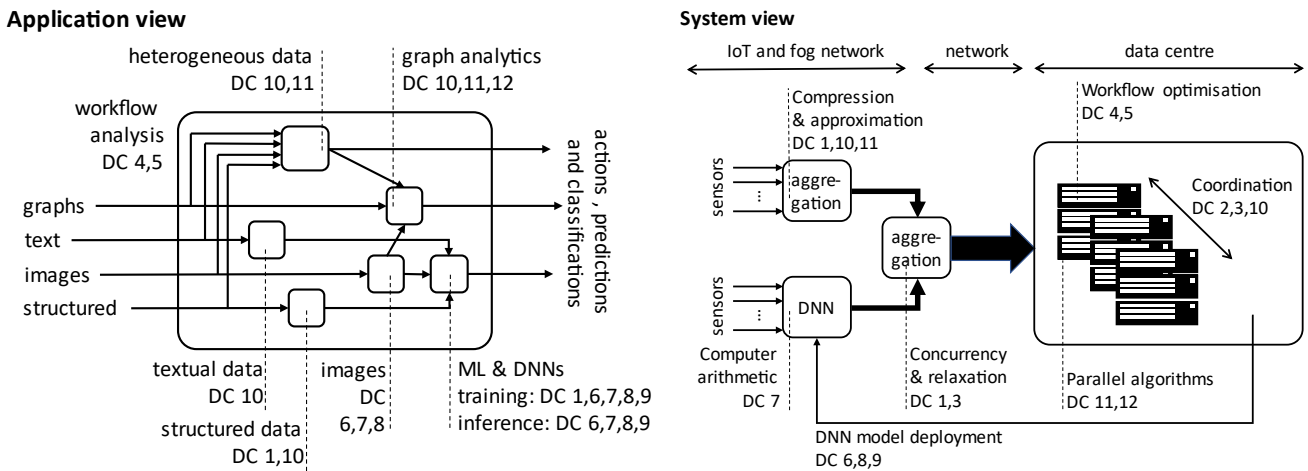 Application view
heterogeneous data
DC 10,11
graph analytics
DC 10,11,12
workflow
analysis
DC 4,5
graphs
text
images
structured
actions , predictions
and classifications
textual data
DC 10
structured data
DC 1,10
images
DC
6,7,8
ML & DNNs
training: DC 1,6,7,8,9
inference: DC 6,7,8,9
System view
IoT and fog network
network
data centre
Compression
& approximation
DC 1,10,11
Workflow optimisation
DC 4,5
sensors
...
aggre-
gation
aggre-
gation
Coordination
DC 2,3,10
sensors
...
DNN
Computer
arithmetic
DC 7
Concurrency
& relaxation
DC 1,3
Parallel algorithms
DC 11,12
DNN model deployment
DC 6,8,9